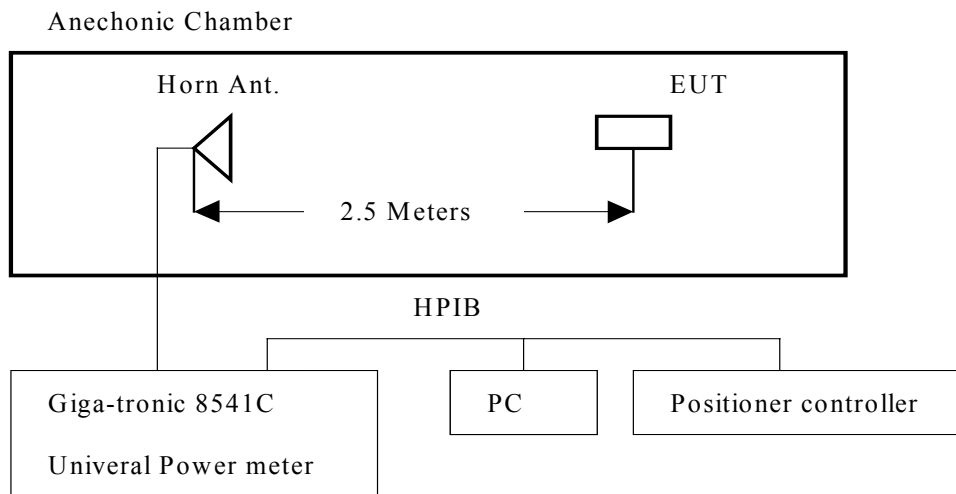 Anechonic Chamber
Horn Ant.
EUT
2.5 Meters
HPIB
Giga-tronic 8541C
Univeral Power meter
PC
Positioner controller